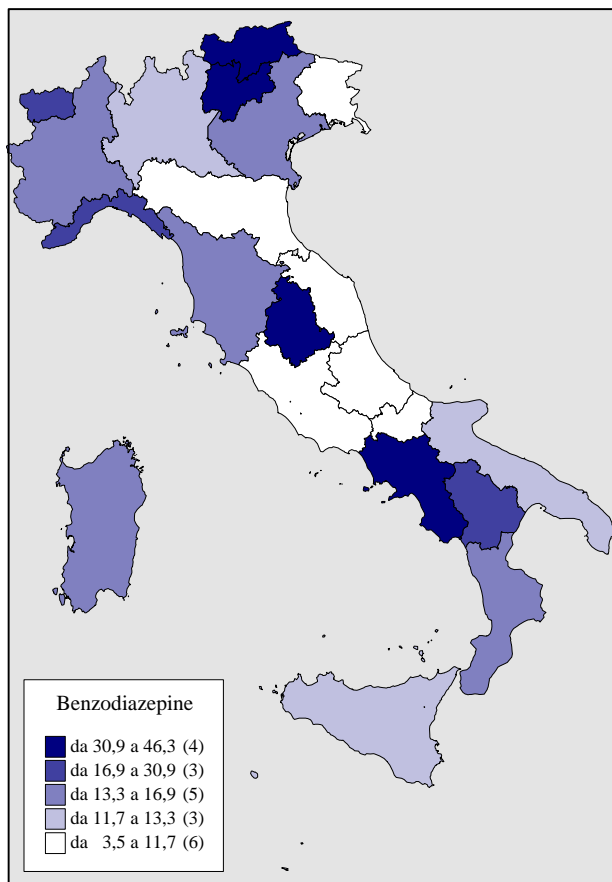 Benzodiazepine
da 30,9 a 46,3 (4)
da 16,9 a 30,9 (3)
da 13,3 a 16,9 (5)
da 11,7 a 13,3 (3)
da 3,5 a 11,7 (6)